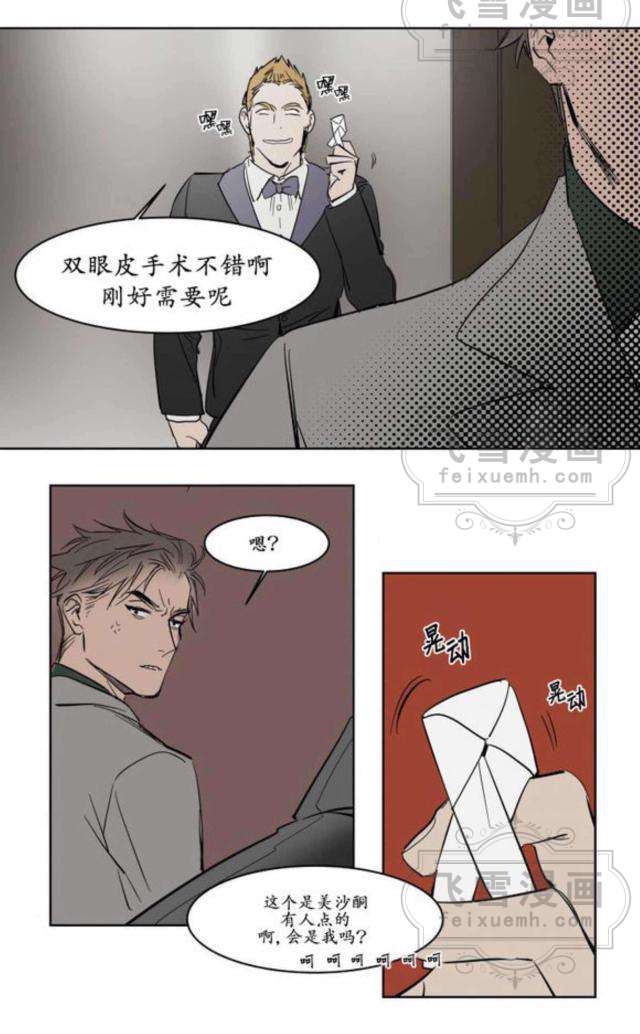 飞雪漫画
feixuemh.com
嘿嘿
嘿嘿
双眼皮手术不错啊
刚好需要呢
飞雪漫画
feixuemh.com
嗯?
晃动
晃动
飞雪漫画
feixuemh.com
这个是美沙酮
有人点的
啊,会是我吗?
呵呵呵呵呵呵